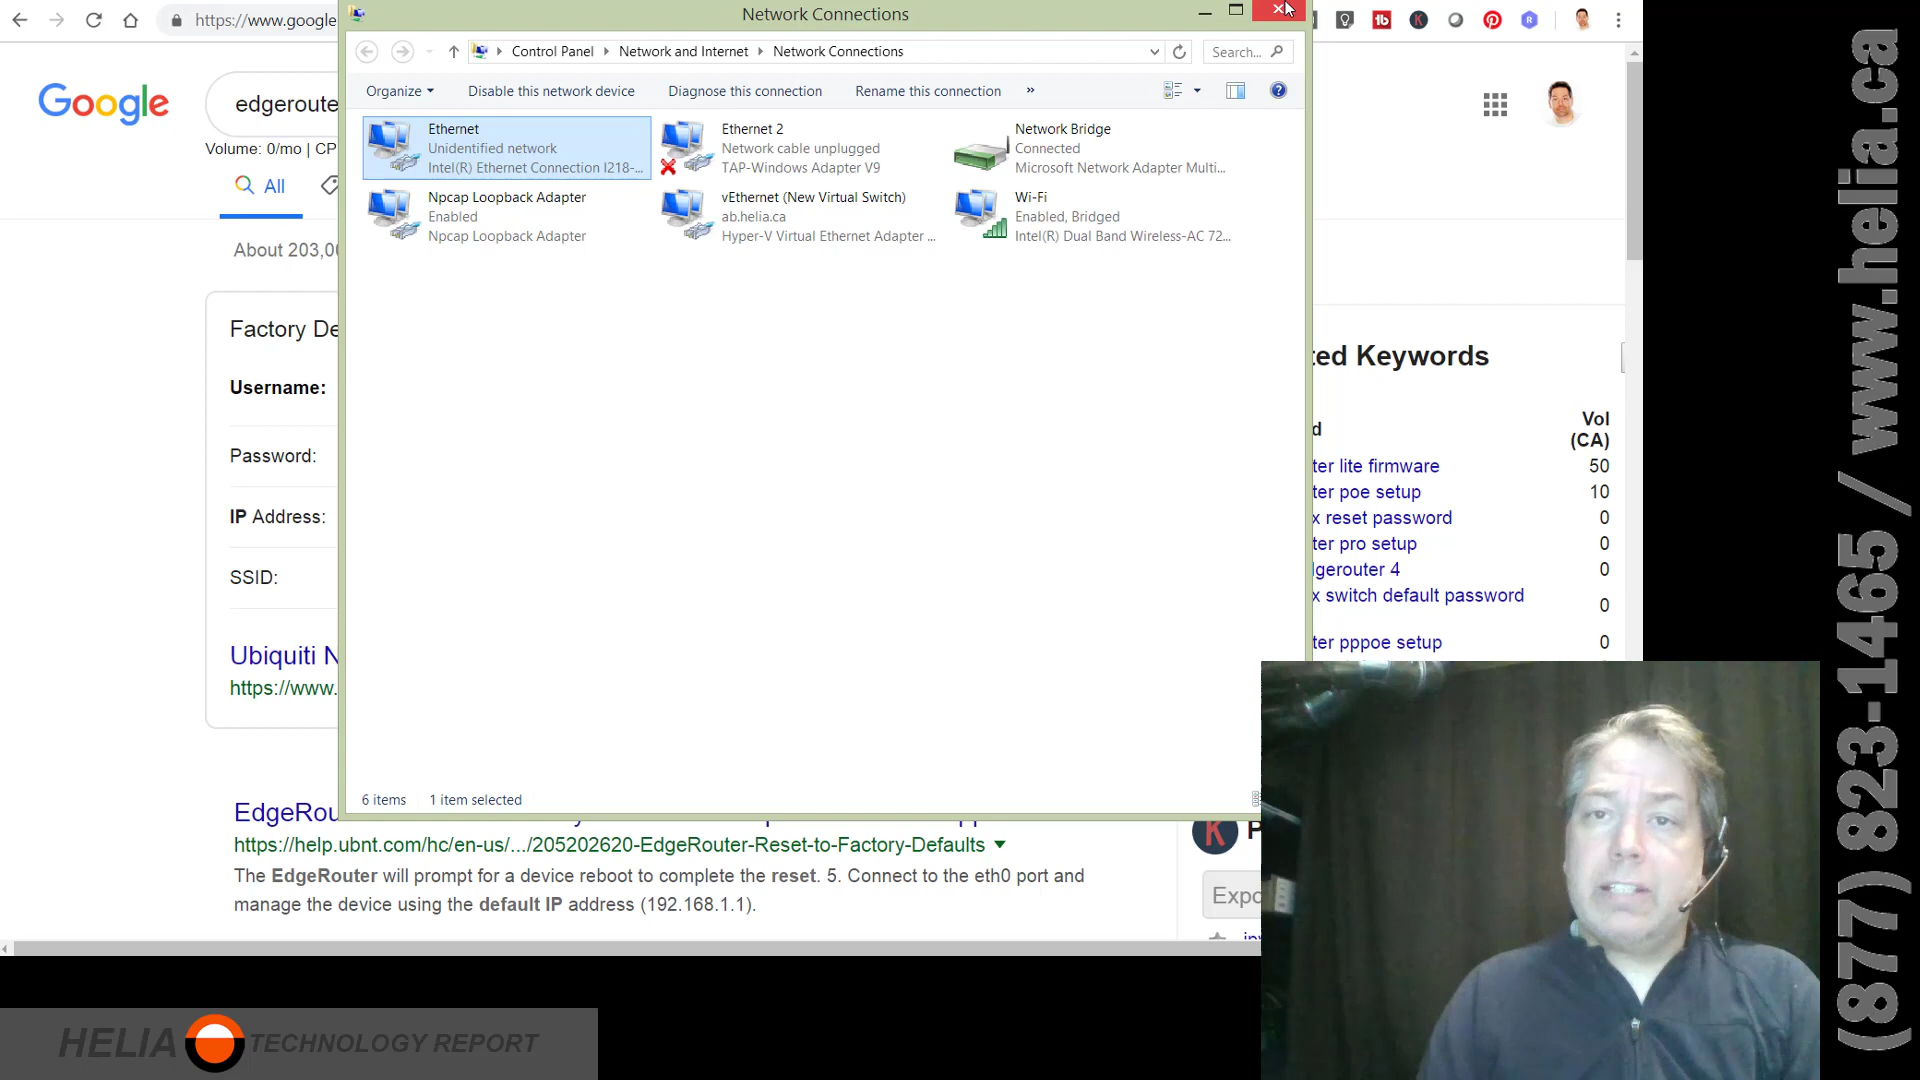 Network Connections
https://www.google
Control Panel
Network and Internet
Network Connections
Search...
Google
edgeroute
Organize
Disable this network device
Diagnose this connection
Rename this connection
»
Volume: 0/mo | CP
All
About 203,0
Ethernet
Unidentified network
Intel(R) Ethernet Connection I218-...
Ethernet 2
Network cable unplugged
TAP-Windows Adapter V9
Network Bridge
Connected
Microsoft Network Adapter Multi...
Npcap Loopback Adapter
Enabled
Npcap Loopback Adapter
vEthernet (New Virtual Switch)
ab.helia.ca
Hyper-V Virtual Ethernet Adapter ...
Wi-Fi
Enabled, Bridged
Intel(R) Dual Band Wireless-AC 72...
Factory De
Username:
Password:
IP Address:
SSID:
Ubiquiti N
https://www.
ted Keywords
d
Vol
(CA)
ter lite firmware 50
ter poe setup 10
x reset password 0
ter pro setup 0
lgerouter 4 0
x switch default password 0
ter pppoe setup 0
6 items 1 item selected
EdgeRou
https://help.ubnt.com/hc/en-us/.../205202620-EdgeRouter-Reset-to-Factory-Defaults
The EdgeRouter will prompt for a device reboot to complete the reset. 5. Connect to the eth0 port and
manage the device using the default IP address (192.168.1.1).
K
P
Expo
HELIA TECHNOLOGY REPORT
(877) 823-1465 / www.helia.ca